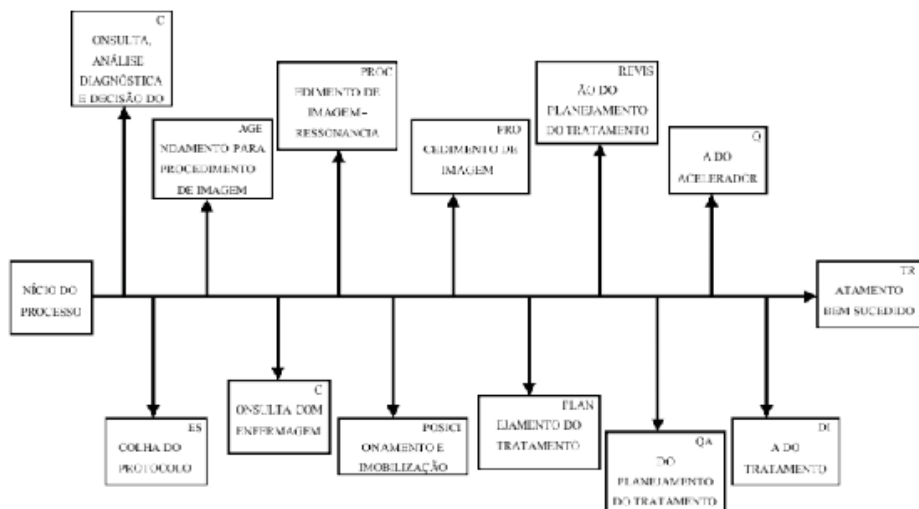 C
ONSULTA,
ANÁLISE
DIAGNÓSTICA
E DECISÃO DO
PROC
EDIMENTO DE
IMAGEM-
RESSONANCIA
REVIS
ÃO DO
PLANEJAMENTO
DO TRATAMENTO
AGE
NDAMENTO PARA
PROCEDIMENTO
DE IMAGEM
PRO
CEDIMENTO DE
IMAGEM
Q
A DO
ACELERADOR
NÍCIO DO
PROCESSO
TR
ATAMENTO
BEM SUCEDIDO
ES
COLHA DO
PROTOCOLO
C
ONSULTA COM
ENFERMAGEM
POSICI
ONAMENTO E
IMOBILIZAÇÃO
PLAN
EJAMENTO DO
TRATAMENTO
QA
DO
PLANEJAMENTO
DO TRATAMENTO
DI
A DO
TRATAMENTO